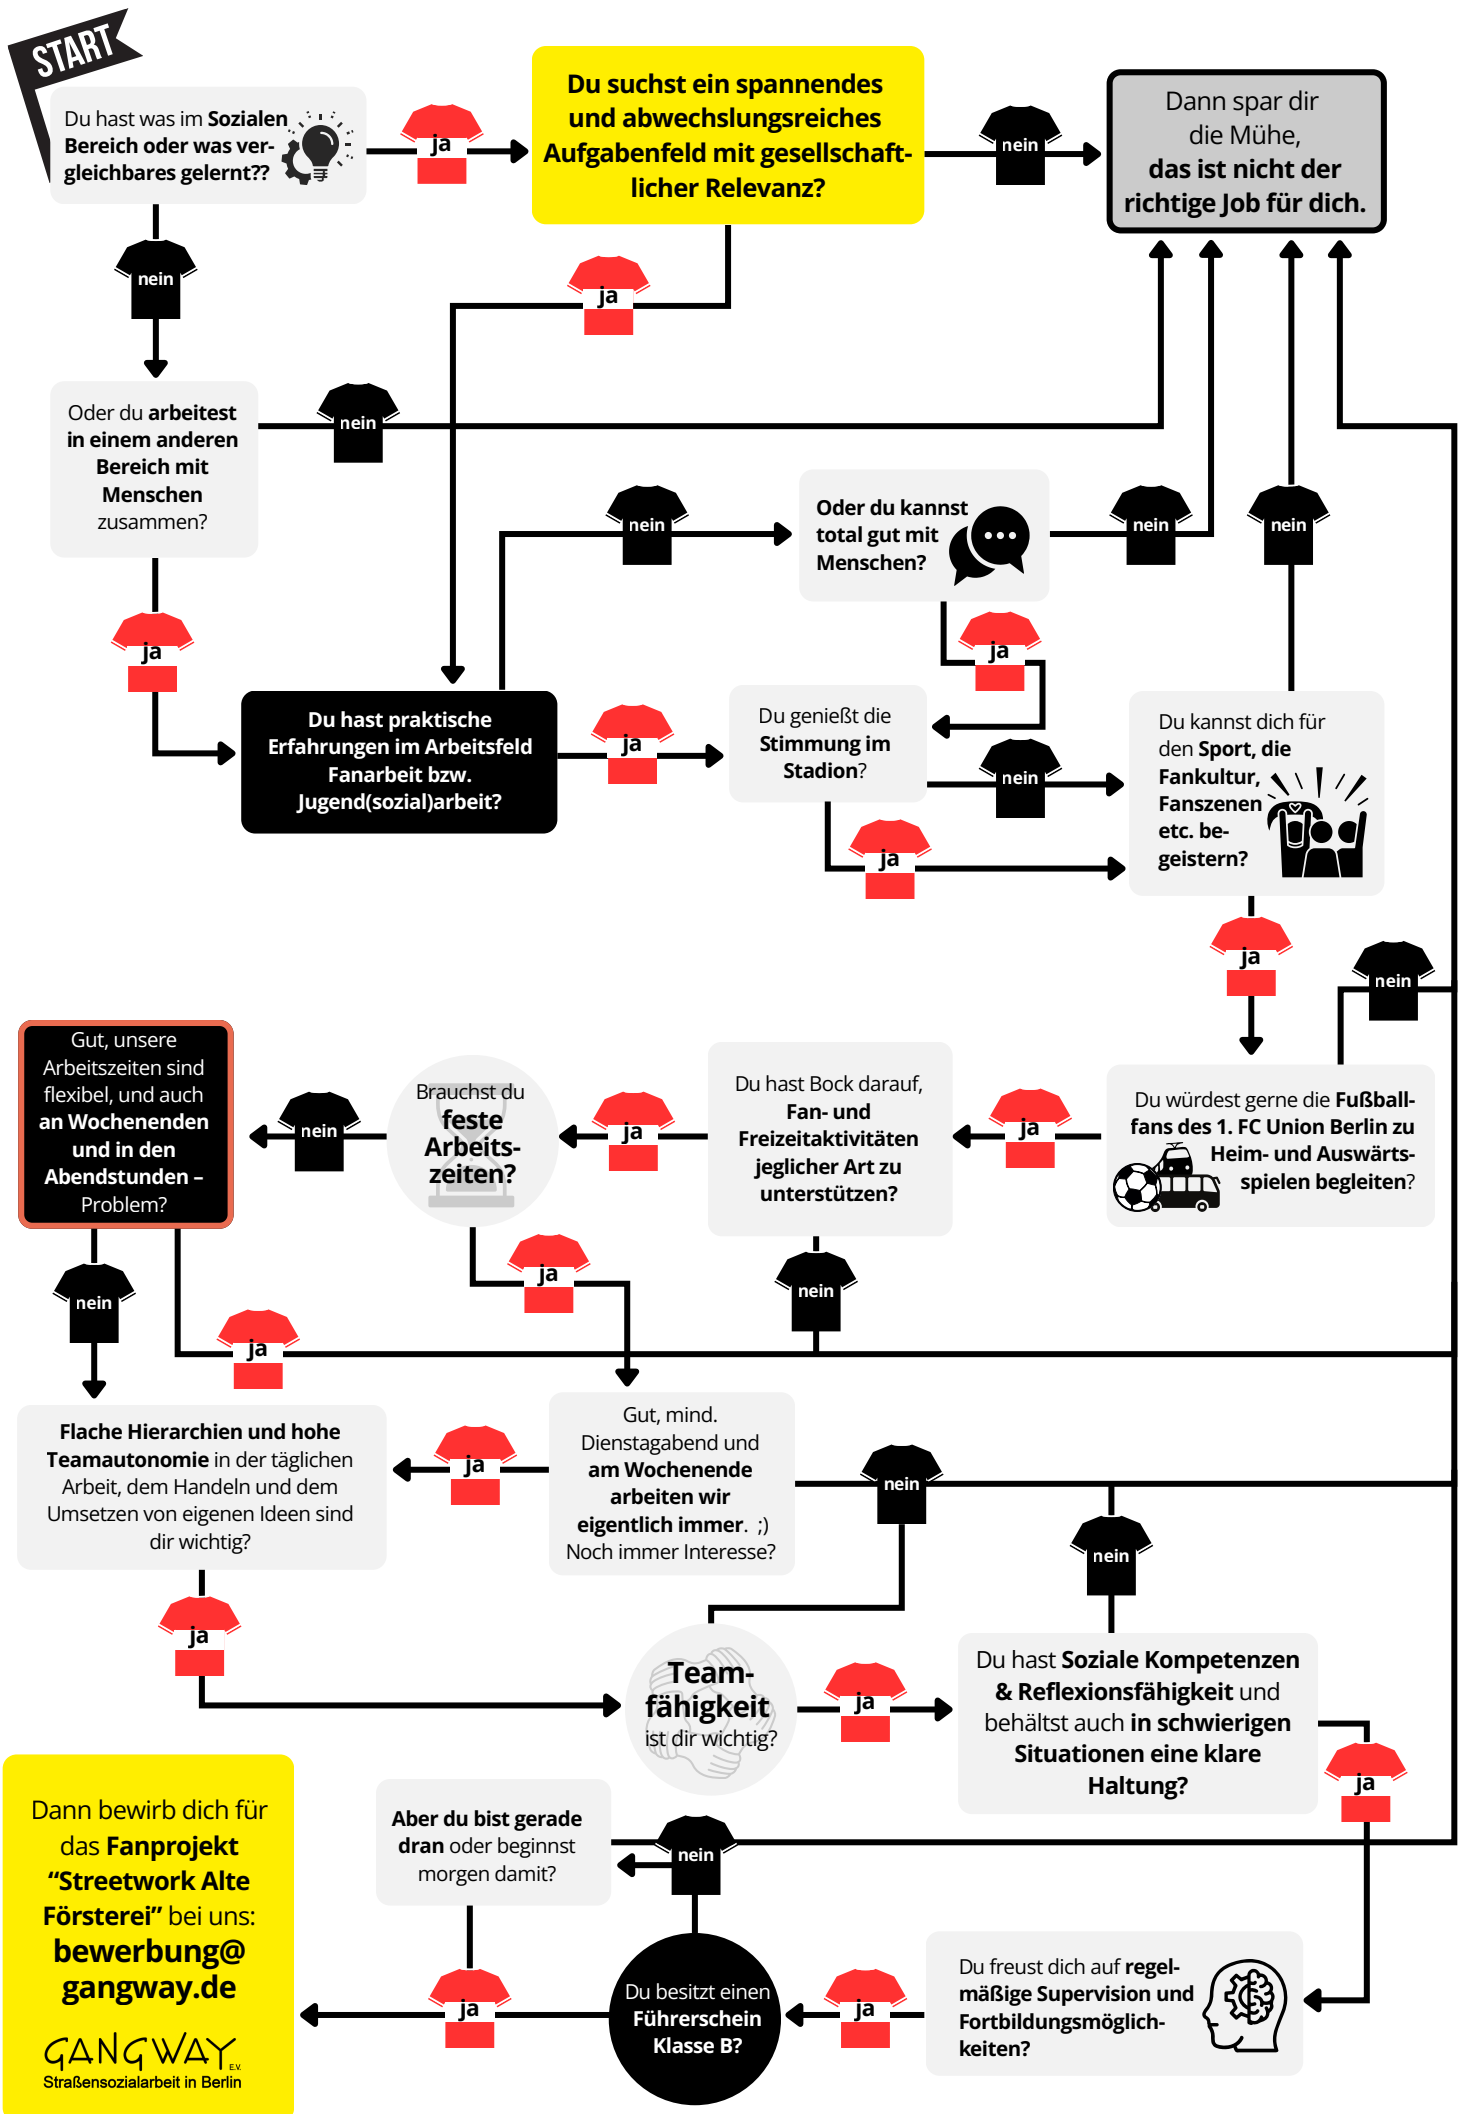 START
Du hast was im Sozialen
Bereich oder was ver-
gleichbares gelernt??
ja
Du suchst ein spannendes
und abwechslungsreiches
Aufgabenfeld mit gesellschaft-
licher Relevanz?
nein
Dann spar dir
die Mühe,
das ist nicht der
richtige Job für dich.
nein
ja
Oder du arbeitest
in einem anderen
Bereich mit
Menschen
zusammen?
nein
nein
Oder du kannst
total gut mit
Menschen?
nein
nein
ja
ja
Du hast praktische
Erfahrungen im Arbeitsfeld
Fanarbeit bzw.
Jugend(sozial)arbeit?
ja
Du genießt die
Stimmung im
Stadion?
nein
ja
Du kannst dich für
den Sport, die
Fankultur,
Fanszenen
etc. be-
geistern?
ja
nein
Gut, unsere
Arbeitszeiten sind
flexibel, und auch
an Wochenenden
und in den
Abendstunden –
Problem?
nein
Brauchst du
feste
Arbeits-
zeiten?
ja
Du hast Bock darauf,
Fan- und
Freizeitaktivitäten
jeglicher Art zu
unterstützen?
ja
Du würdest gerne die Fußball-
fans des 1. FC Union Berlin zu
Heim- und Auswärts-
spielen begleiten?
nein
ja
ja
nein
Flache Hierarchien und hohe
Teamautonomie in der täglichen
Arbeit, dem Handeln und dem
Umsetzen von eigenen Ideen sind
dir wichtig?
ja
Gut, mind.
Dienstagabend und
am Wochenende
arbeiten wir
eigentlich immer. ;)
Noch immer Interesse?
nein
nein
ja
Team-
fähigkeit
ist dir wichtig?
ja
Du hast Soziale Kompetenzen
& Reflexionsfähigkeit und
behältst auch in schwierigen
Situationen eine klare
Haltung?
ja
Dann bewirb dich für
das Fanprojekt
“Streetwork Alte
Försterei” bei uns:
bewerbung@
gangway.de
GANGWAY
E.V.
Straßensozialarbeit in Berlin
Aber du bist gerade
dran oder beginnst
morgen damit?
nein
ja
Du besitzt einen
Führerschein
Klasse B?
ja
Du freust dich auf regel-
mäßige Supervision und
Fortbildungsmöglich-
keiten?